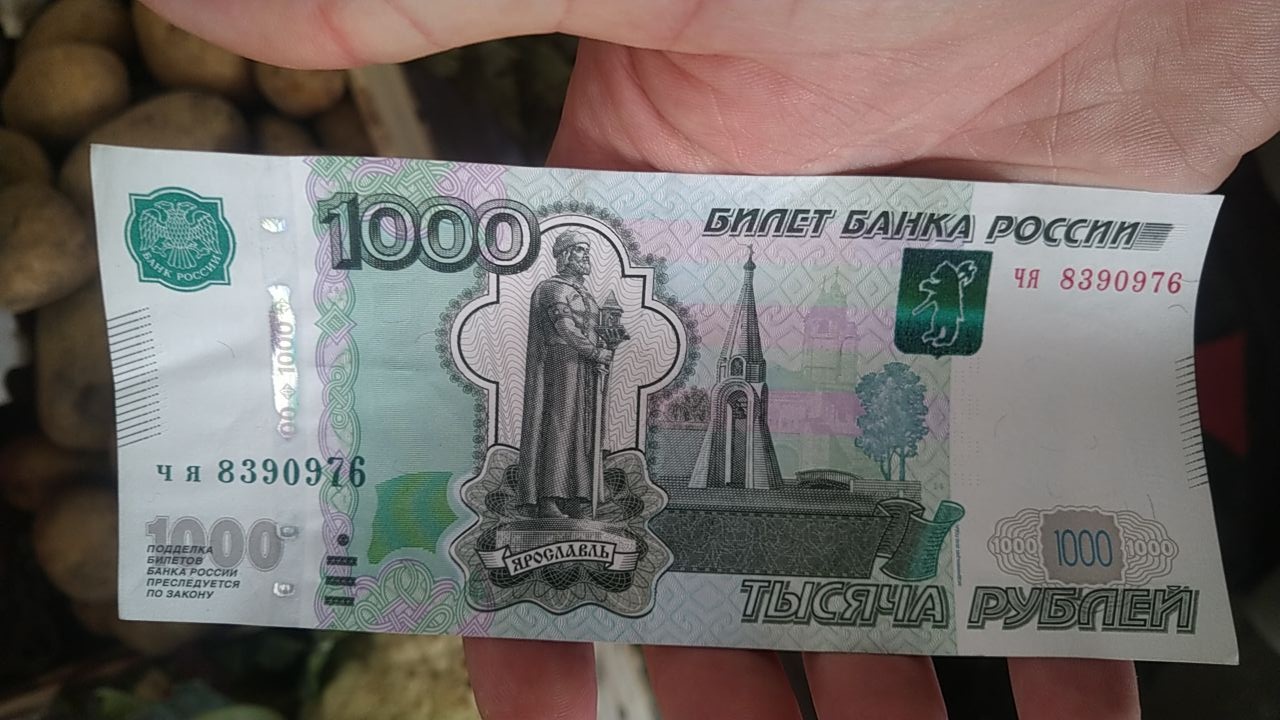 1000
БИЛЕТ БАНКА РОССИИ
БАНК РОССИИ
чя 8390976
1000
чя 8390976
1000
ПОДДЕЛКА
БИЛЕТОВ
БАНКА РОССИИ
ПРЕСЛЕДУЕТСЯ
ПО ЗАКОНУ
ЯРОСЛАВЛЬ
1000 1000 1000
ТЫСЯЧА РУБЛЕЙ